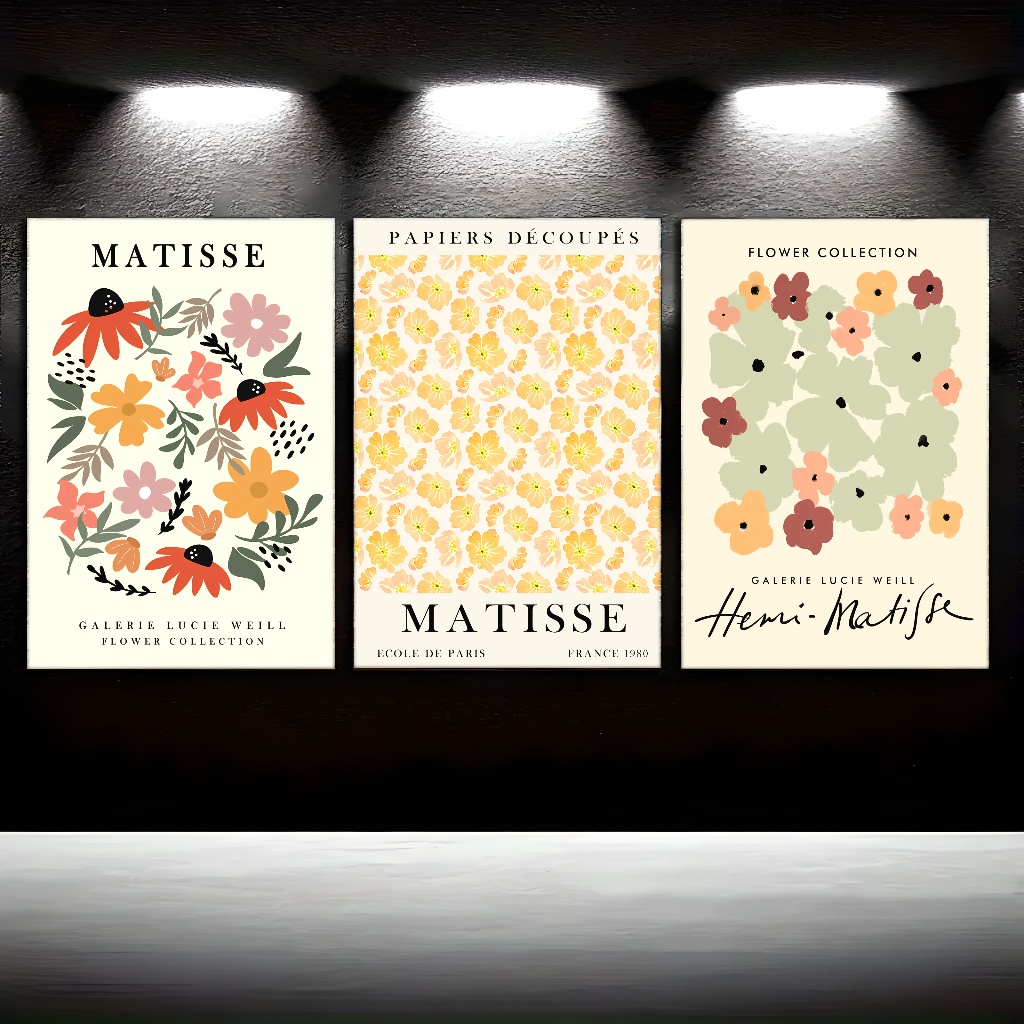 MATISSE
GALERIE LUCIE WEILL
FLOWER COLLECTION
PAPIERS DÉCOUPÉS
MATISSE
ECOLE DE PARIS FRANCE 1980
FLOWER COLLECTION
GALERIE LUCIE WEILL
Henri-Matisse